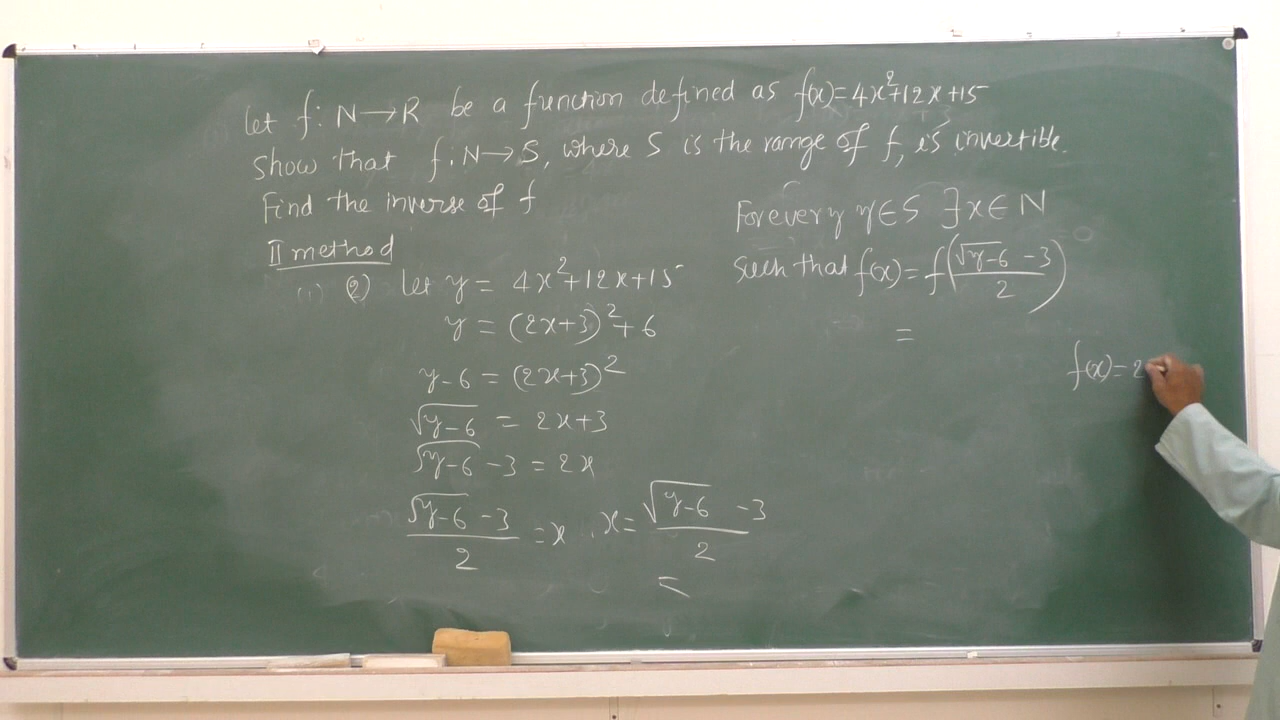 Let f: N→R be a function defined as f(x)=4x²+12x+15
Show that f:N→S, where S is the range of f, is invertible.
Find the inverse of f
II method
(1) (2) Let y = 4x²+12x+15
y = (2x+3)²+6
y-6 = (2x+3)²
√(y-6) = 2x+3
√(y-6) -3 = 2x
(√(y-6) -3)/2 = x , x = (√(y-6) -3)/2
For every y∈S ∃ x∈N
such that f(x) = f((√(y-6) -3)/2)
=
f(x)=2